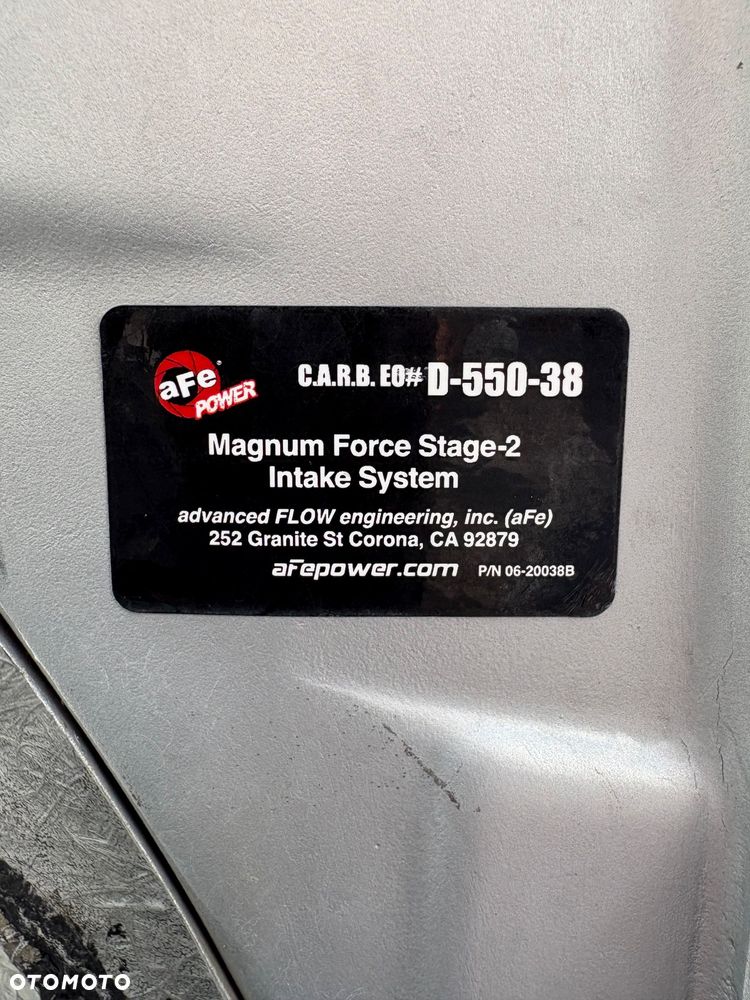 aFe
POWER
C.A.R.B. EO# D-550-38
Magnum Force Stage-2
Intake System
advanced FLOW engineering, inc. (aFe)
252 Granite St Corona, CA 92879
aFepower.com P/N 06-20038B
OTOMOTO